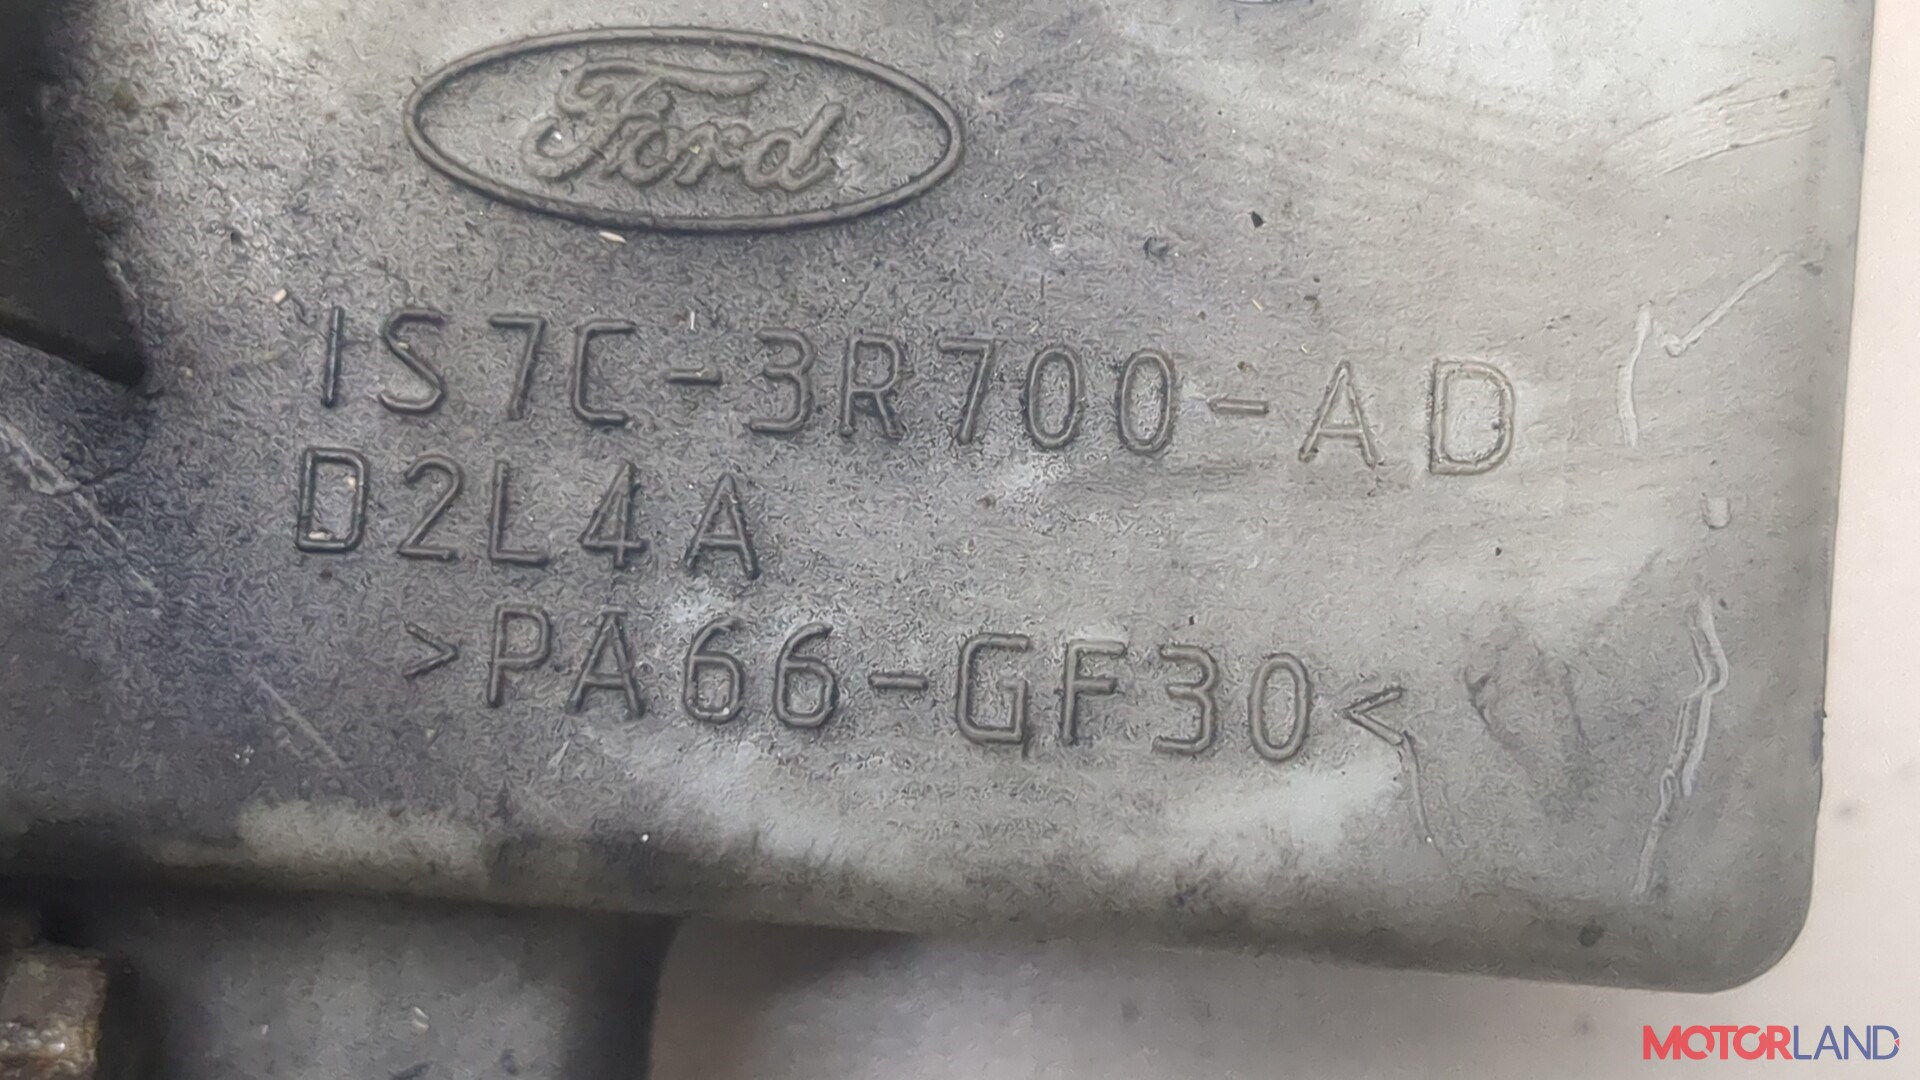 Ford
1S7C-3R700-AD
D2L4A
>PA66-GF30<
MOTORLAND